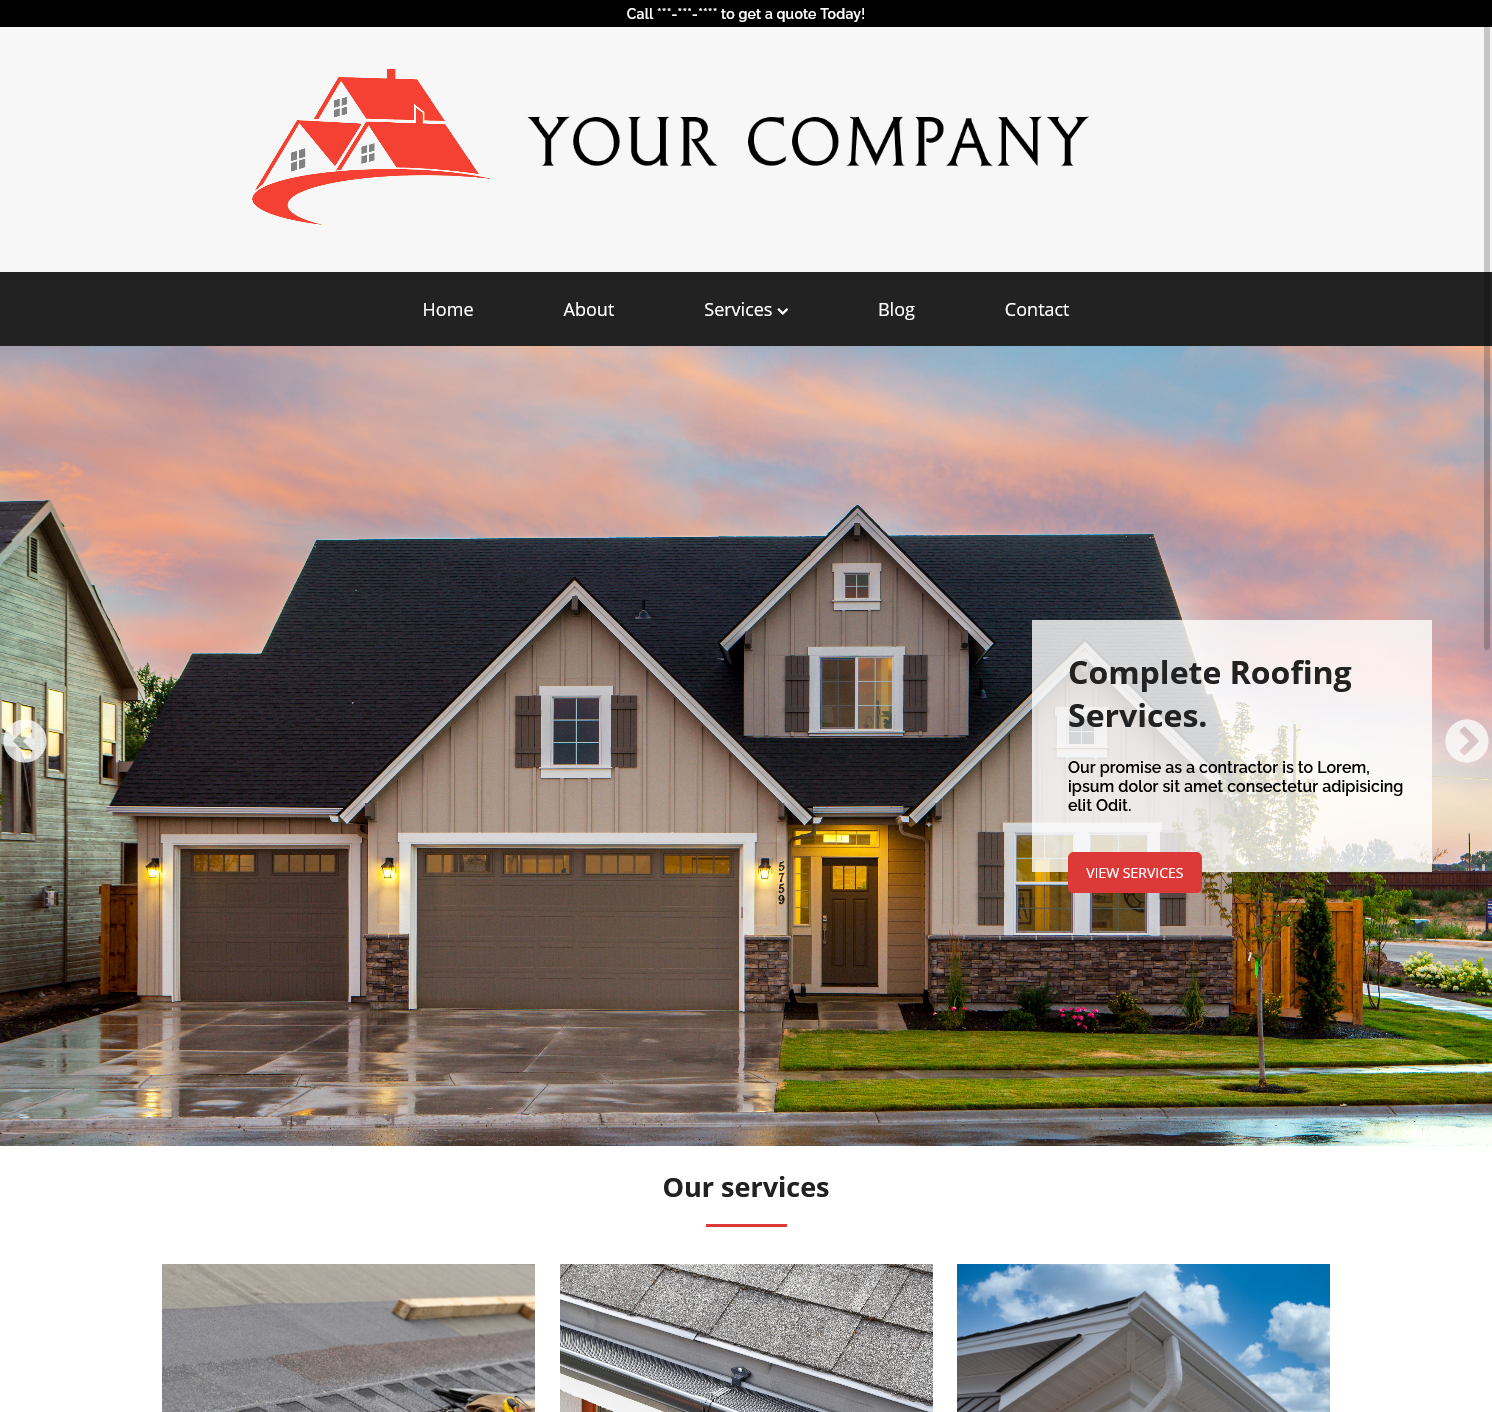 Call ***-***-**** to get a quote Today!
YOUR COMPANY
Home
About
Services
Blog
Contact
5759
Complete Roofing
Services.
Our promise as a contractor is to Lorem,
ipsum dolor sit amet consectetur adipisicing
elit Odit.
VIEW SERVICES
Our services